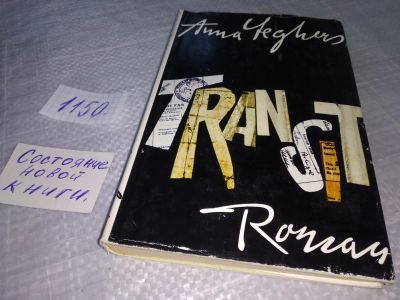 Anna Seghers
TRANSIT
Roman
1150-
Состояние
новой
книги.